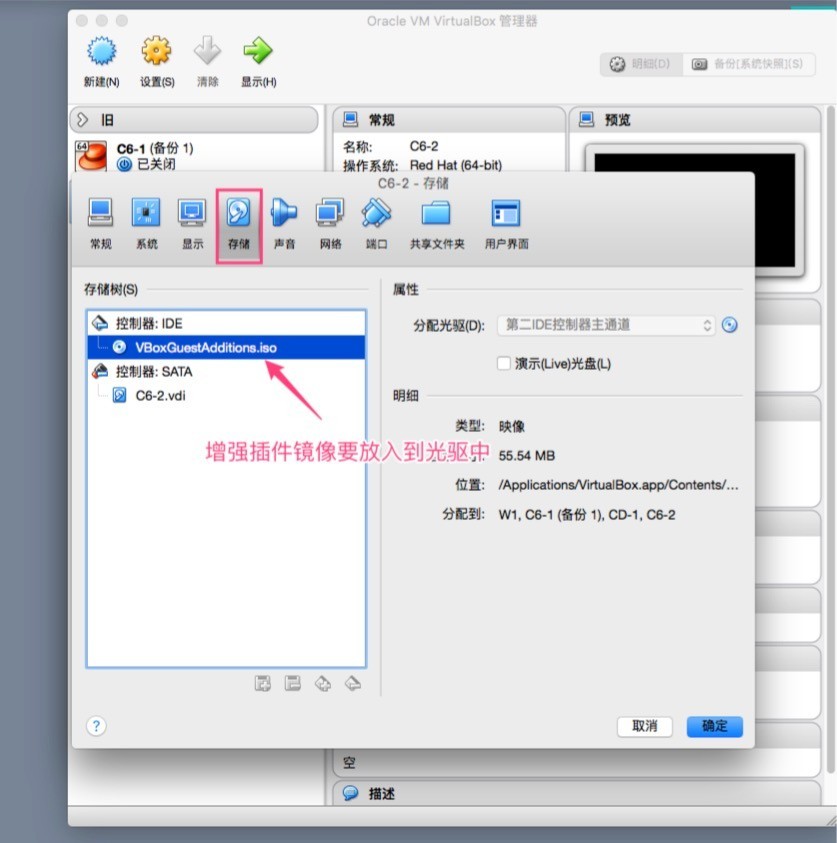 Oracle VM VirtualBox 管理器
新建(N) 设置(S) 清除 显示(H)
明细(D) 备份[系统快照](S)
旧
64
C6-1 (备份 1)
已关闭
常规
名称: C6-2
操作系统: Red Hat (64-bit)
预览
C6-2 - 存储
常规 系统 显示 存储 声音 网络 端口 共享文件夹 用户界面
存储树(S)
控制器: IDE
VBoxGuestAdditions.iso
控制器: SATA
C6-2.vdi
增强插件镜像要放入到光驱中
属性
分配光驱(D): 第二IDE控制器主通道
演示(Live)光盘(L)
明细
类型: 映像
55.54 MB
位置: /Applications/VirtualBox.app/Contents/...
分配到: W1, C6-1 (备份 1), CD-1, C6-2
?
取消 确定
空
描述